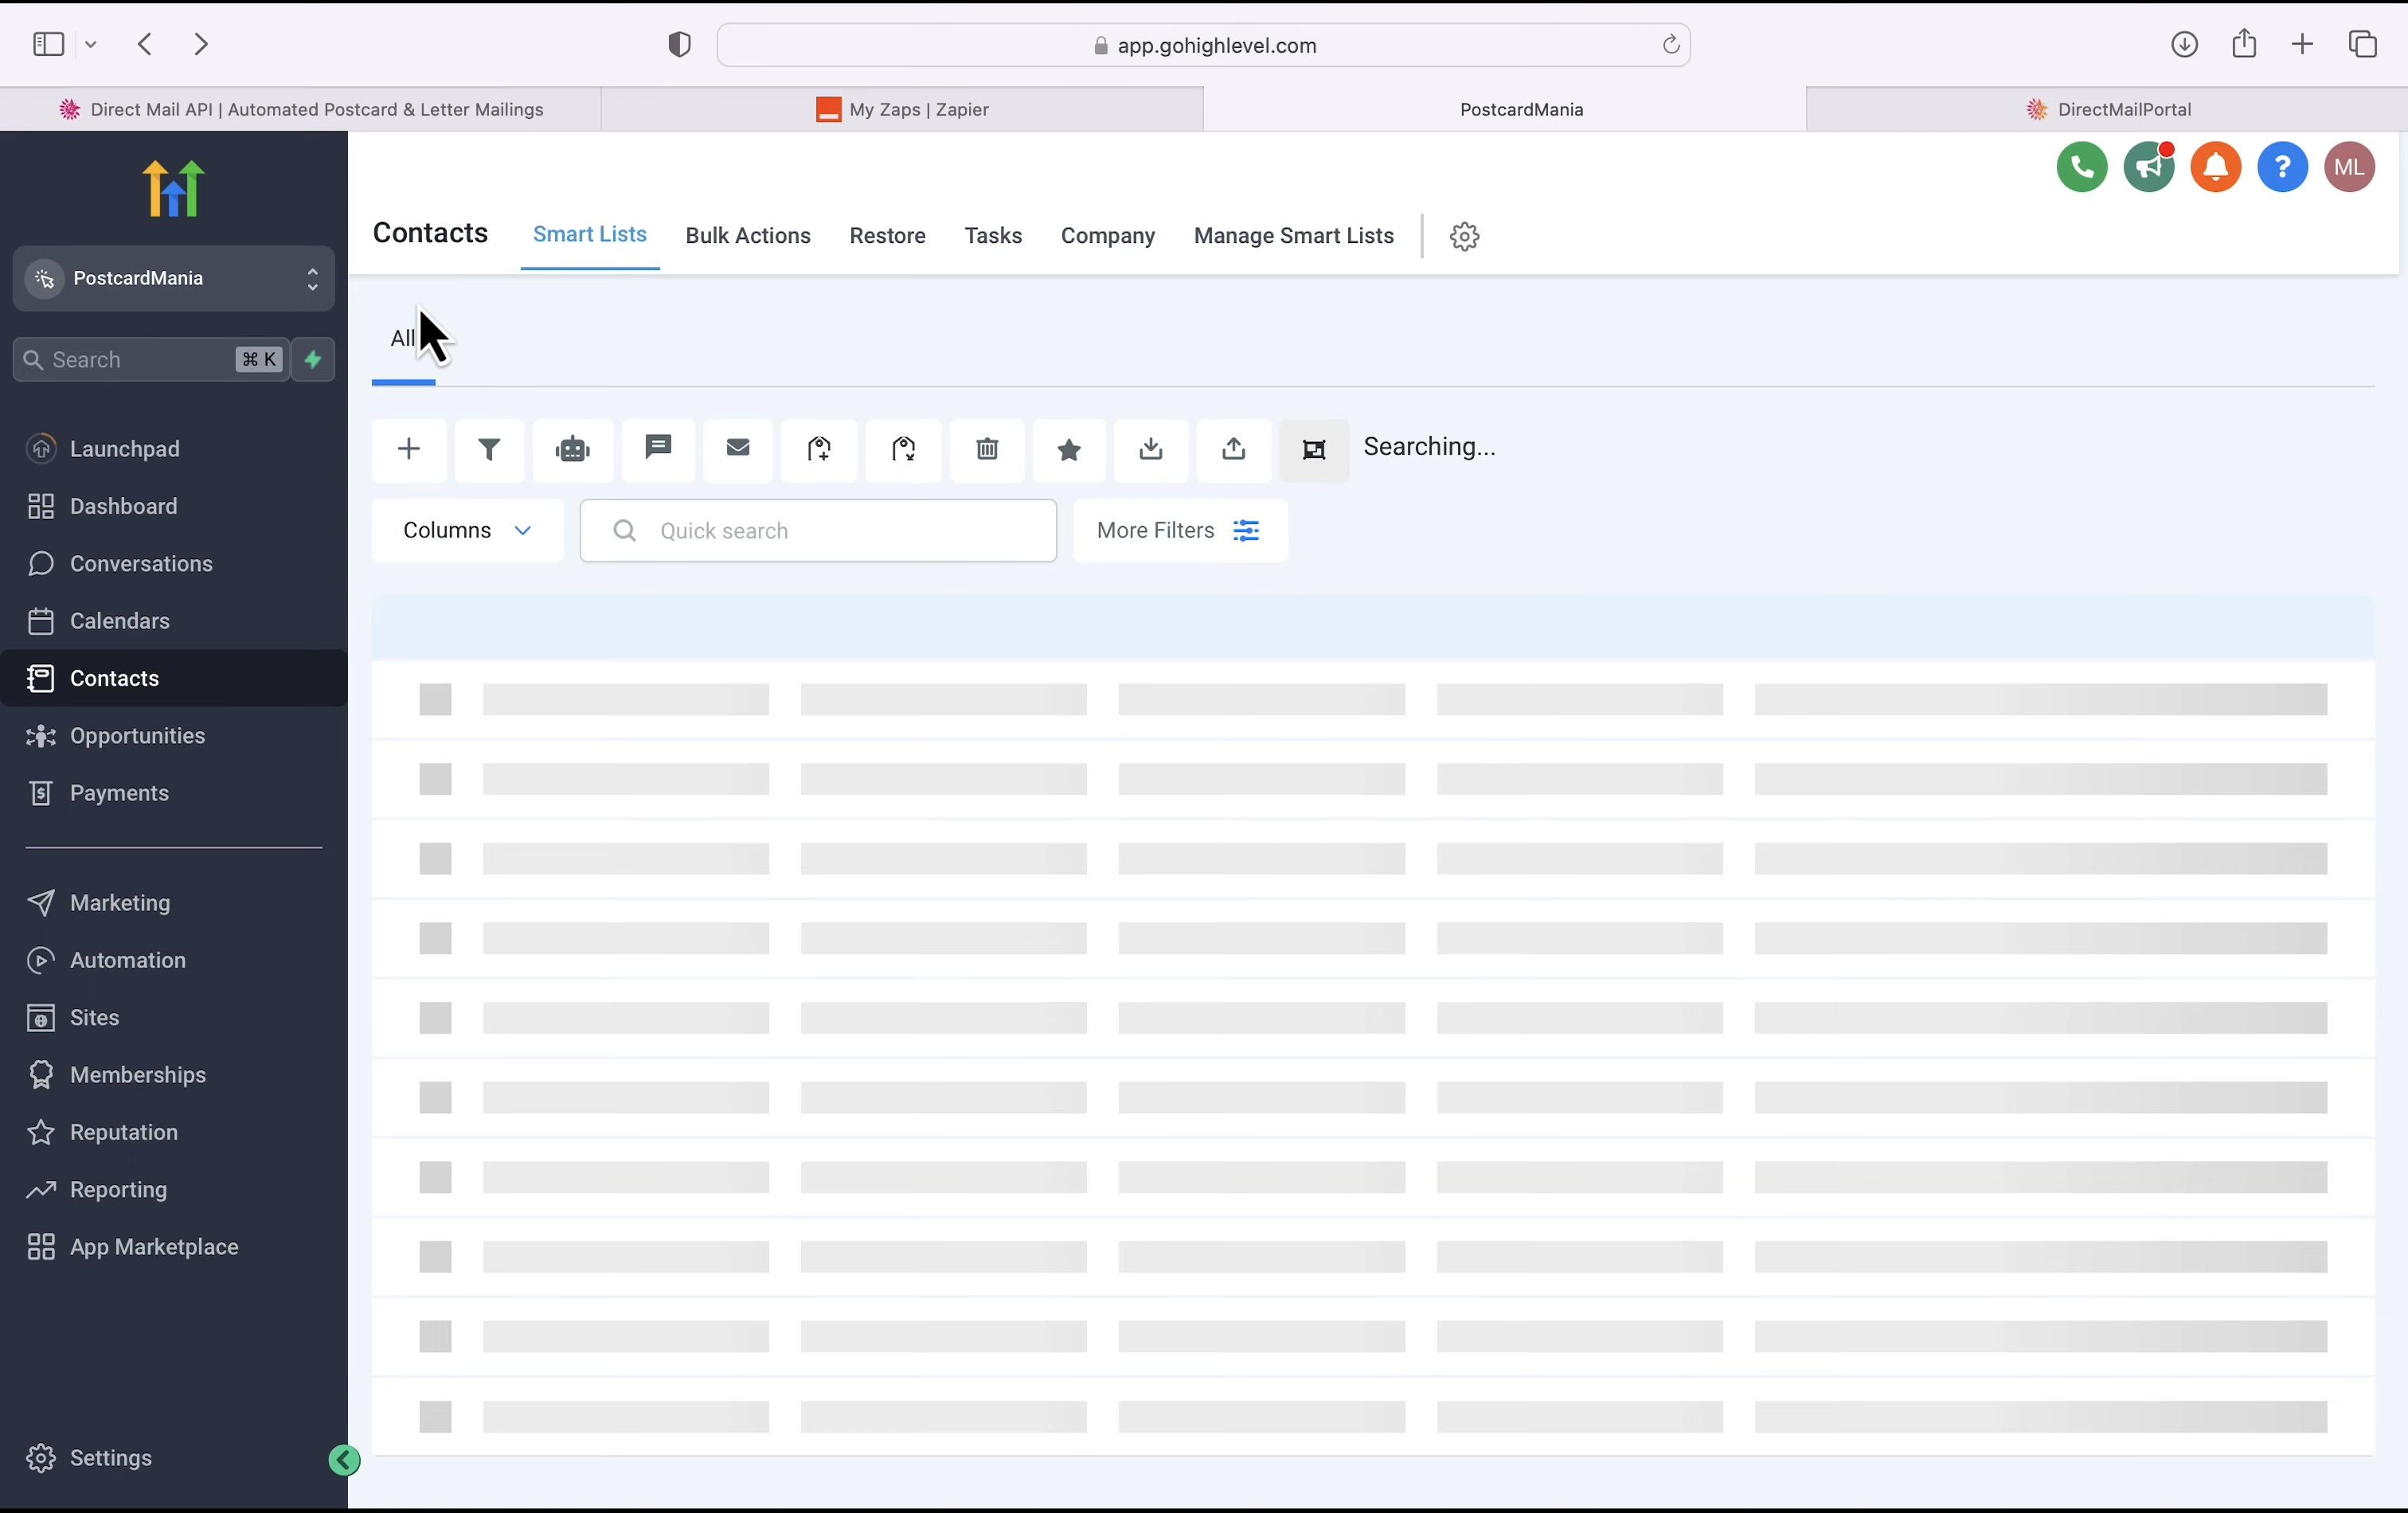 app.gohighlevel.com
Direct Mail API | Automated Postcard & Letter Mailings
My Zaps | Zapier
PostcardMania
DirectMailPortal
ML
Contacts
Smart Lists
Bulk Actions
Restore
Tasks
Company
Manage Smart Lists
PostcardMania
Search
⌘ K
All
Launchpad
Dashboard
Conversations
Calendars
Contacts
Opportunities
Payments
Marketing
Automation
Sites
Memberships
Reputation
Reporting
App Marketplace
Settings
Searching...
Columns
Quick search
More Filters